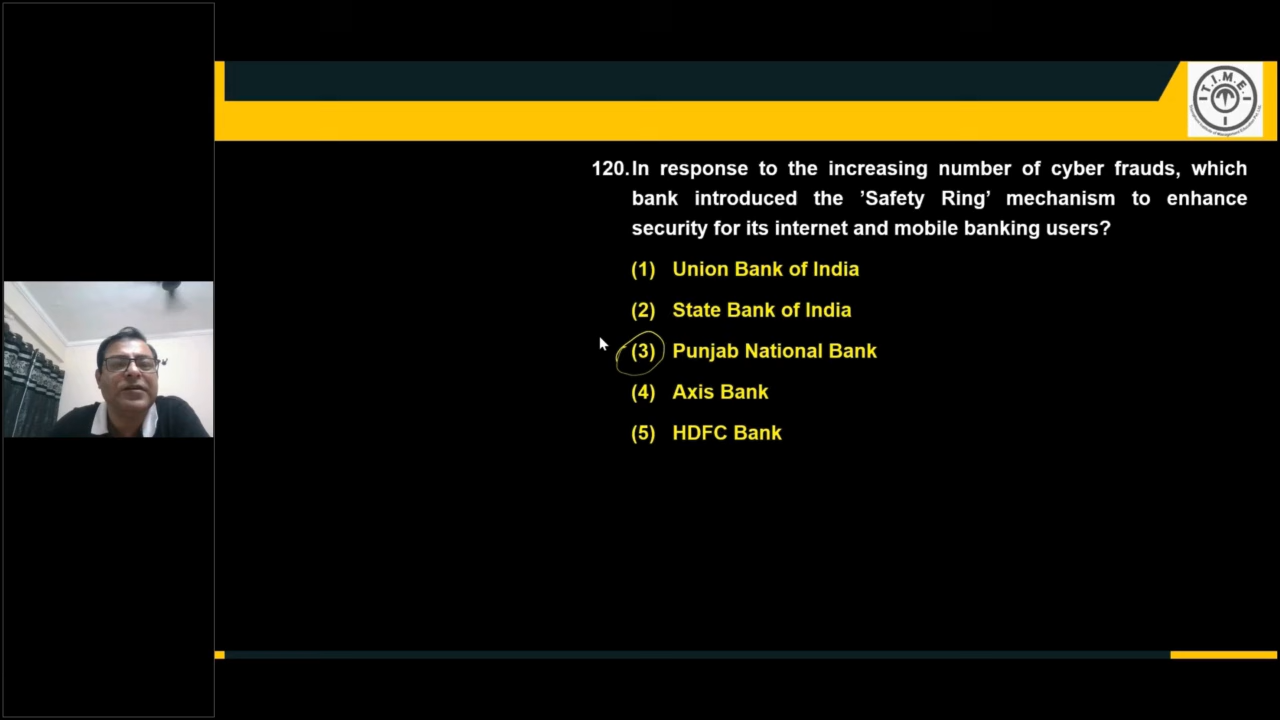 T.I.M.E.
120. In response to the increasing number of cyber frauds, which
bank introduced the ’Safety Ring’ mechanism to enhance
security for its internet and mobile banking users?
(1) Union Bank of India
(2) State Bank of India
(3) Punjab National Bank
(4) Axis Bank
(5) HDFC Bank